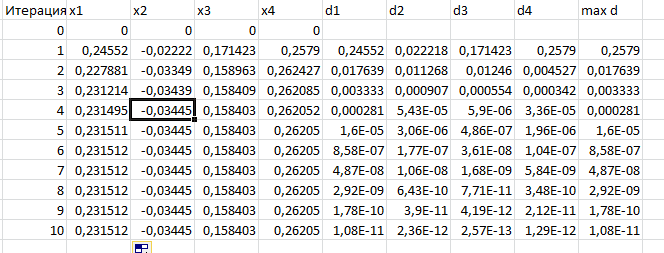 Итерация x1 x2 x3 x4 d1 d2 d3 d4 max d
0 0 0 0 0
1 0,24552 -0,02222 0,171423 0,2579 0,24552 0,022218 0,171423 0,2579 0,2579
2 0,227881 -0,03349 0,158963 0,262427 0,017639 0,011268 0,01246 0,004527 0,017639
3 0,231214 -0,03439 0,158409 0,262085 0,003333 0,000907 0,000554 0,000342 0,003333
4 0,231495 -0,03445 0,158403 0,262052 0,000281 5,43E-05 5,9E-06 3,36E-05 0,000281
5 0,231511 -0,03445 0,158403 0,26205 1,6E-05 3,06E-06 4,86E-07 1,96E-06 1,6E-05
6 0,231512 -0,03445 0,158403 0,26205 8,58E-07 1,77E-07 3,61E-08 1,04E-07 8,58E-07
7 0,231512 -0,03445 0,158403 0,26205 4,87E-08 1,06E-08 1,68E-09 5,84E-09 4,87E-08
8 0,231512 -0,03445 0,158403 0,26205 2,92E-09 6,43E-10 7,71E-11 3,48E-10 2,92E-09
9 0,231512 -0,03445 0,158403 0,26205 1,78E-10 3,9E-11 4,19E-12 2,12E-11 1,78E-10
10 0,231512 -0,03445 0,158403 0,26205 1,08E-11 2,36E-12 2,57E-13 1,29E-12 1,08E-11